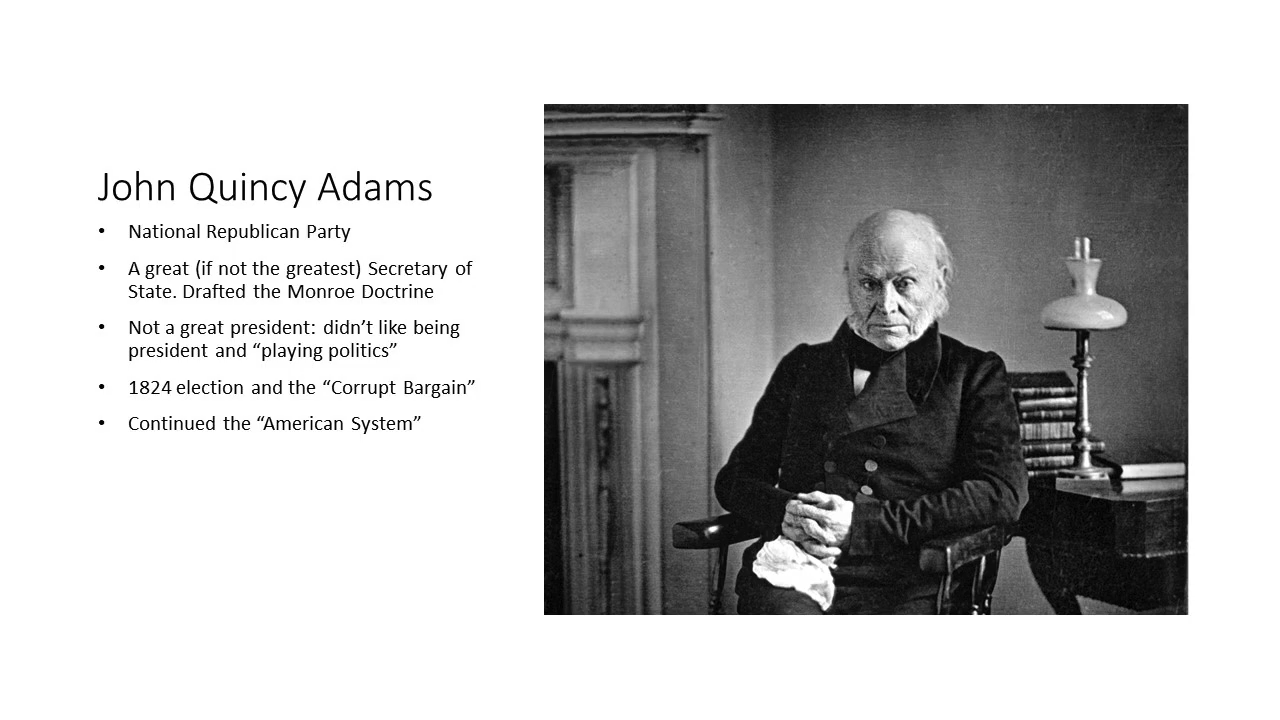 John Quincy Adams
• National Republican Party
• A great (if not the greatest) Secretary of
State. Drafted the Monroe Doctrine
• Not a great president: didn’t like being
president and “playing politics”
• 1824 election and the “Corrupt Bargain”
• Continued the “American System”